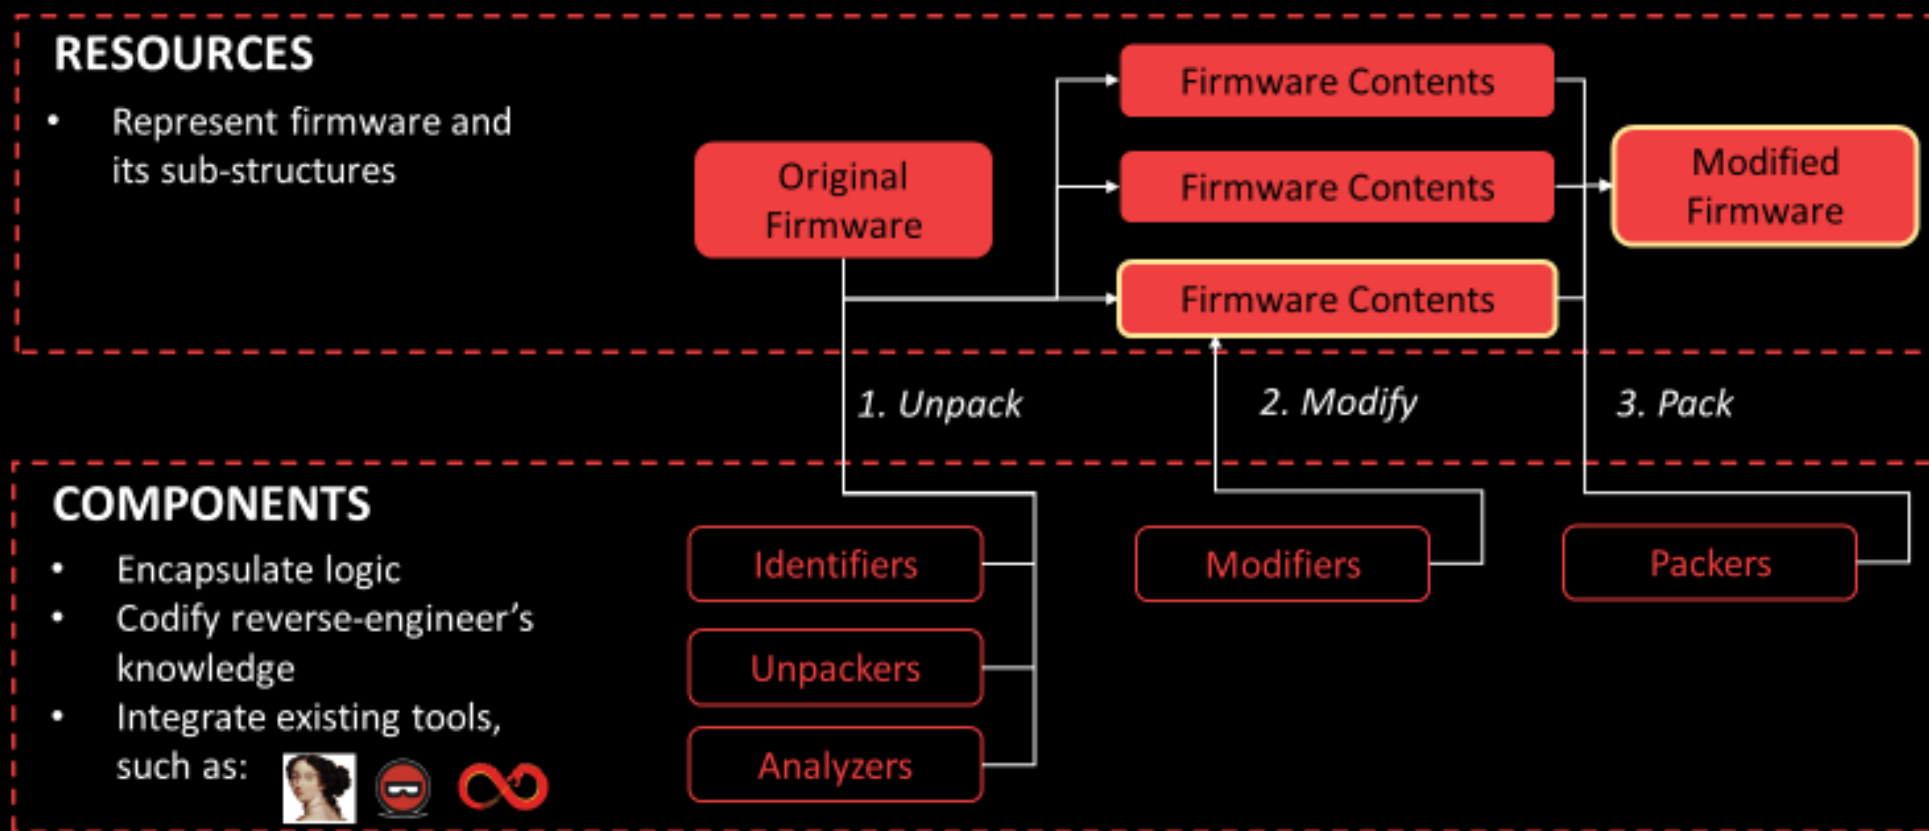 RESOURCES
• Represent firmware and
its sub-structures
Original
Firmware
Firmware Contents
Firmware Contents
Firmware Contents
Modified
Firmware
1. Unpack
2. Modify
3. Pack
COMPONENTS
• Encapsulate logic
• Codify reverse-engineer’s
knowledge
• Integrate existing tools,
such as:
Identifiers
Unpackers
Analyzers
Modifiers
Packers